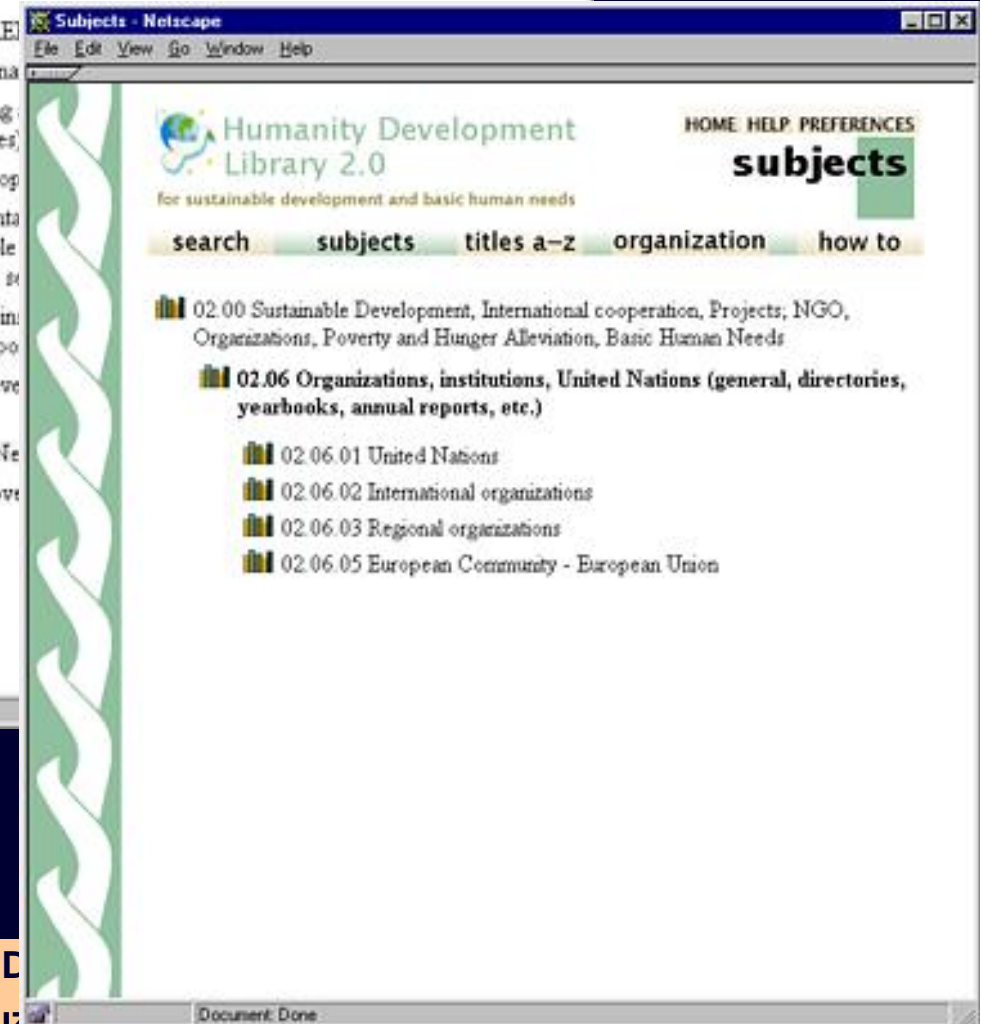 Subjects - Netscape
File Edit View Go Window Help
Humanity Development
Library 2.0
for sustainable development and basic human needs
HOME HELP PREFERENCES
subjects
search subjects titles a-z organization how to
02.00 Sustainable Development, International cooperation, Projects; NGO,
Organizations, Poverty and Hunger Alleviation, Basic Human Needs
02.06 Organizations, institutions, United Nations (general, directories,
yearbooks, annual reports, etc.)
02.06.01 United Nations
02.06.02 International organizations
02.06.03 Regional organizations
02.06.05 European Community - European Union
Document: Done